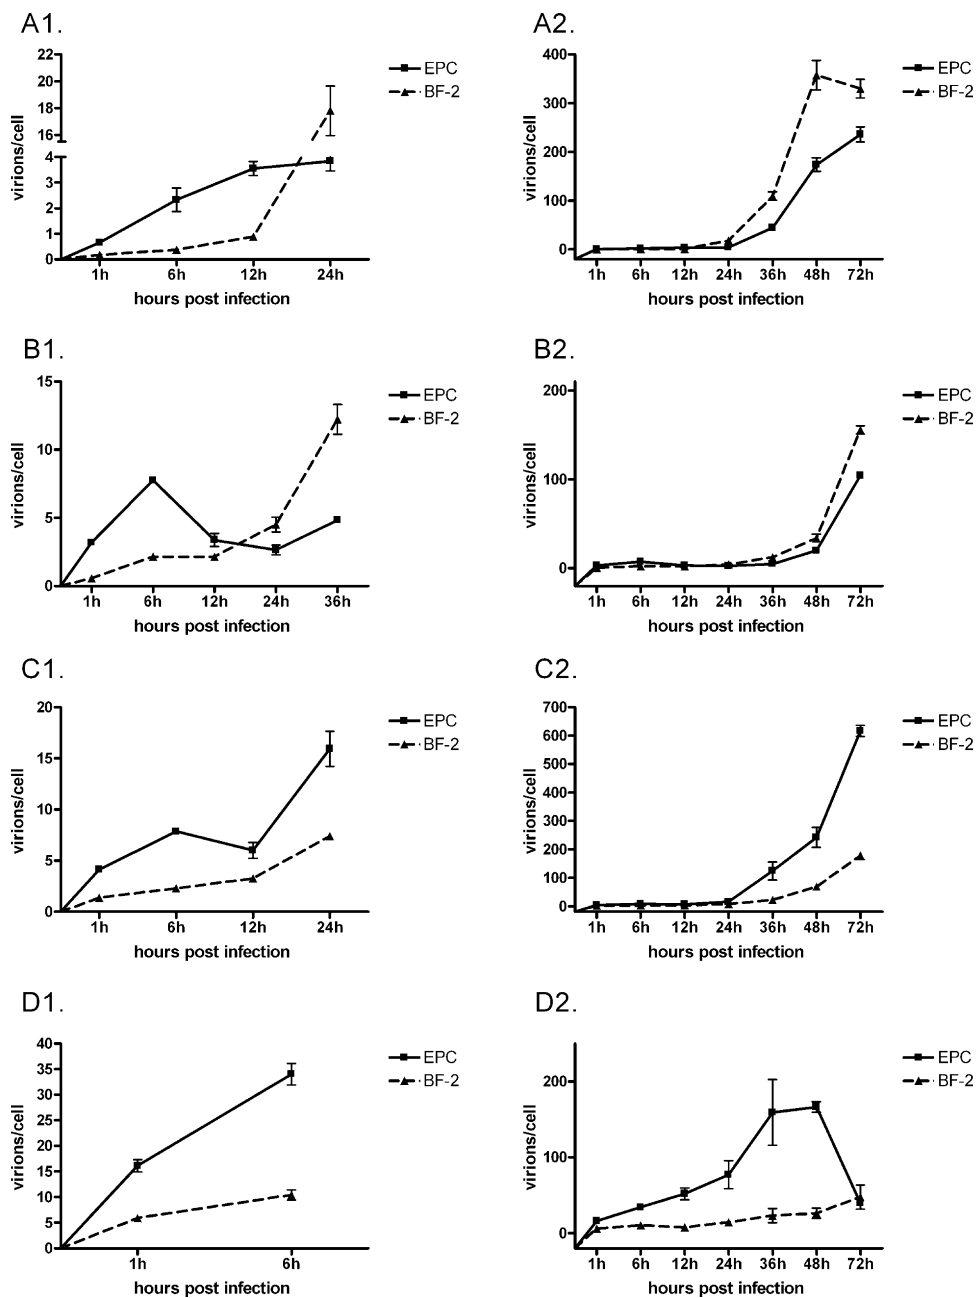 A1.
22
20
18
16
4
3
2
1
0
virions/cell
1h 6h 12h 24h
hours post infection
EPC
BF-2
A2.
400
300
200
100
0
virions/cell
1h 6h 12h 24h 36h 48h 72h
hours post infection
EPC
BF-2
B1.
15
10
5
0
virions/cell
1h 6h 12h 24h 36h
hours post infection
EPC
BF-2
B2.
200
100
0
virions/cell
1h 6h 12h 24h 36h 48h 72h
hours post infection
EPC
BF-2
C1.
20
15
10
5
0
virions/cell
1h 6h 12h 24h
hours post infection
EPC
BF-2
C2.
700
600
500
400
300
200
100
0
virions/cell
1h 6h 12h 24h 36h 48h 72h
hours post infection
EPC
BF-2
D1.
40
35
30
25
20
15
10
5
0
virions/cell
1h 6h
hours post infection
EPC
BF-2
D2.
200
100
0
virions/cell
1h 6h 12h 24h 36h 48h 72h
hours post infection
EPC
BF-2